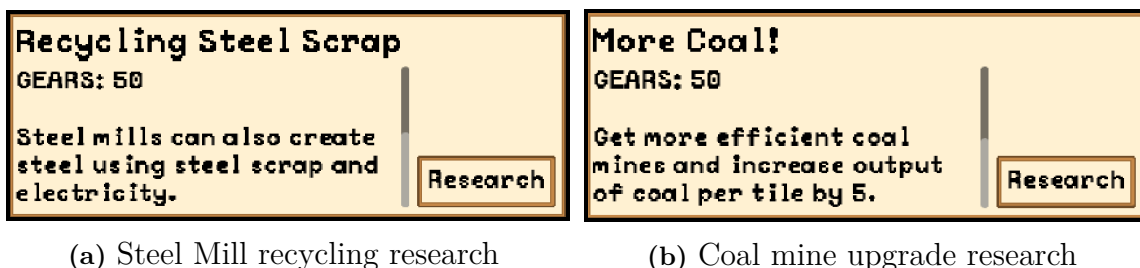 Recycling Steel Scrap
GEARS: 50
Steel mills can also create
steel using steel scrap and
electricity.
Research
More Coal!
GEARS: 50
Get more efficient coal
mines and increase output
of coal per tile by 5.
Research
(a) Steel Mill recycling research
(b) Coal mine upgrade research